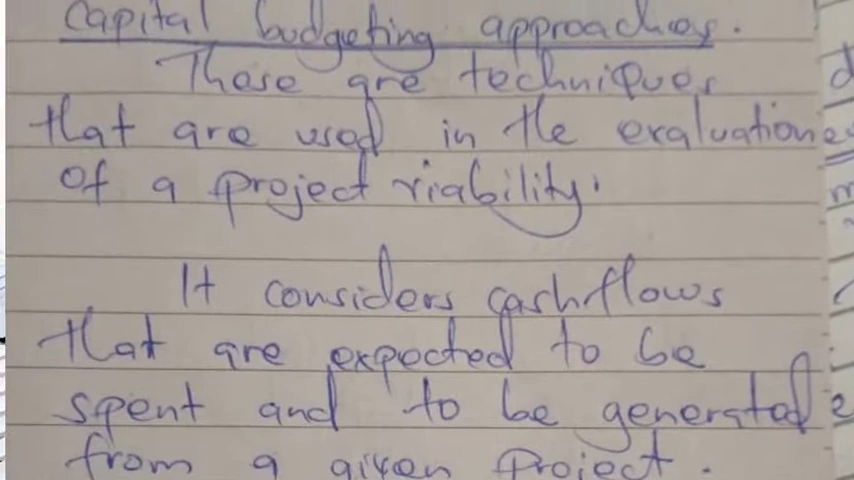 Capital budgeting approaches.
These are techniques
that are used in the evaluation
of a project viability.
It considers cashflows
that are expected to be
spent and to be generated
from a given project.